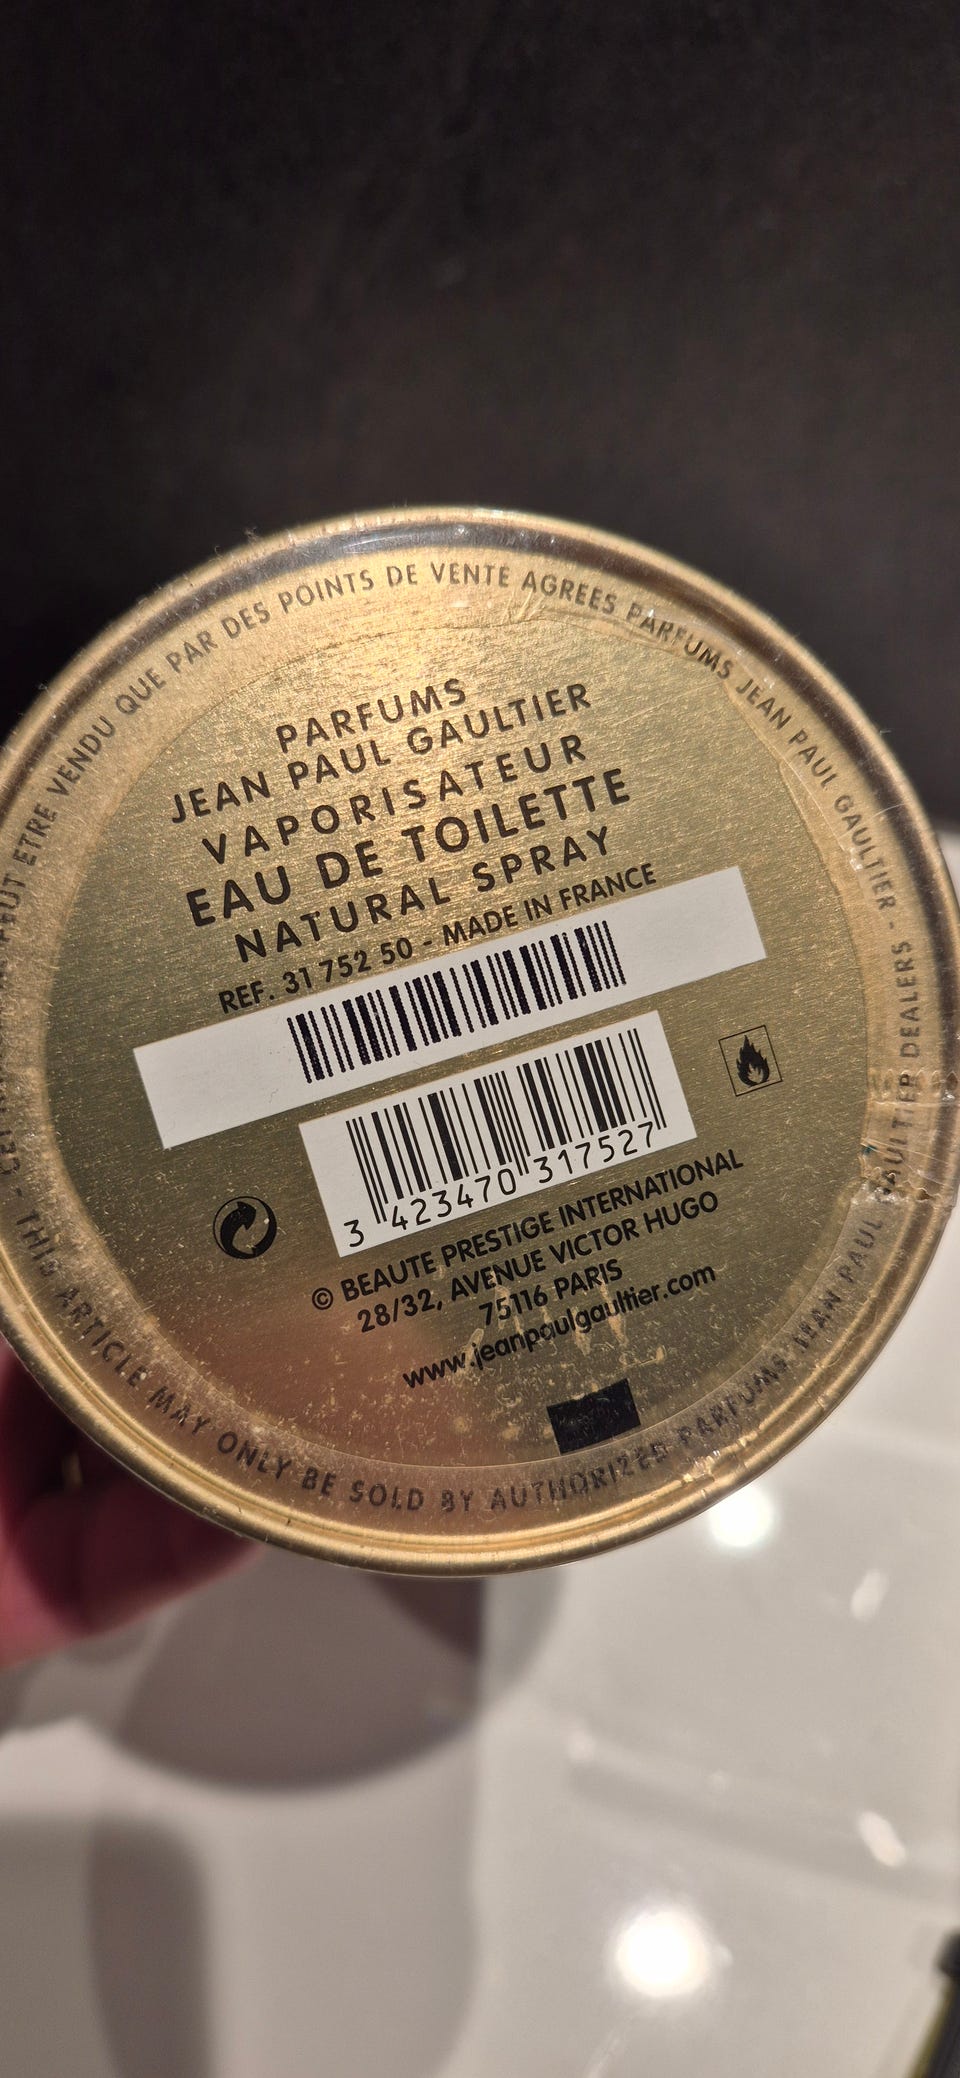 PEUT ETRE VENDU QUE PAR DES POINTS DE VENTE AGREES PARFUMS JEAN PAUL GAULTIER -
PARFUMS
JEAN PAUL GAULTIER
VAPORISATEUR
EAU DE TOILETTE
NATURAL SPRAY
REF. 31 752 50 - MADE IN FRANCE
3 423470 317527
© BEAUTE PRESTIGE INTERNATIONAL
28/32, AVENUE VICTOR HUGO
75116 PARIS
www.jeanpaulgaultier.com
- THIS ARTICLE MAY ONLY BE SOLD BY AUTHORIZED PARFUMS JEAN PAUL GAULTIER DEALERS -